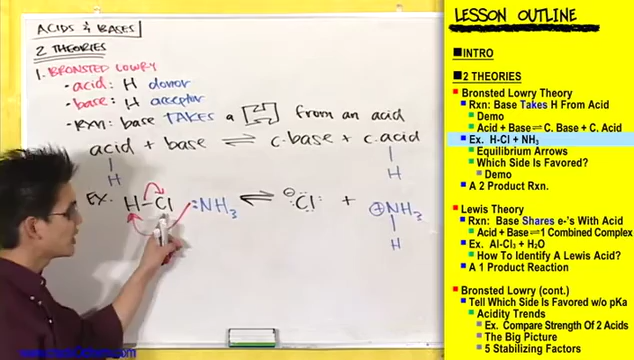 ACIDS & BASES
2 THEORIES
1. BRONSTED LOWRY
• acid: H donor
• base: H acceptor
• RXN: base TAKES a [H] from an acid
acid + base ⇌ c.base + c.acid
H
H
EX. H-Cl :NH3 ⇌ ⊖:Cl: + ⊕NH3
H
LESSON OUTLINE
INTRO
2 THEORIES
Bronsted Lowry Theory
Rxn: Base Takes H From Acid
Demo
Acid + Base ⇌ C. Base + C. Acid
Ex. H-Cl + NH3
Equilibrium Arrows
Which Side Is Favored?
Demo
A 2 Product Rxn.
Lewis Theory
Rxn: Base Shares e-'s With Acid
Acid + Base ⇌ 1 Combined Complex
Ex. Al-Cl3 + H2O
How To Identify A Lewis Acid?
A 1 Product Reaction
Bronsted Lowry (cont.)
Tell Which Side Is Favored w/o pKa
Acidity Trends
Ex. Compare Strength Of 2 Acids
The Big Picture
5 Stabilizing Factors